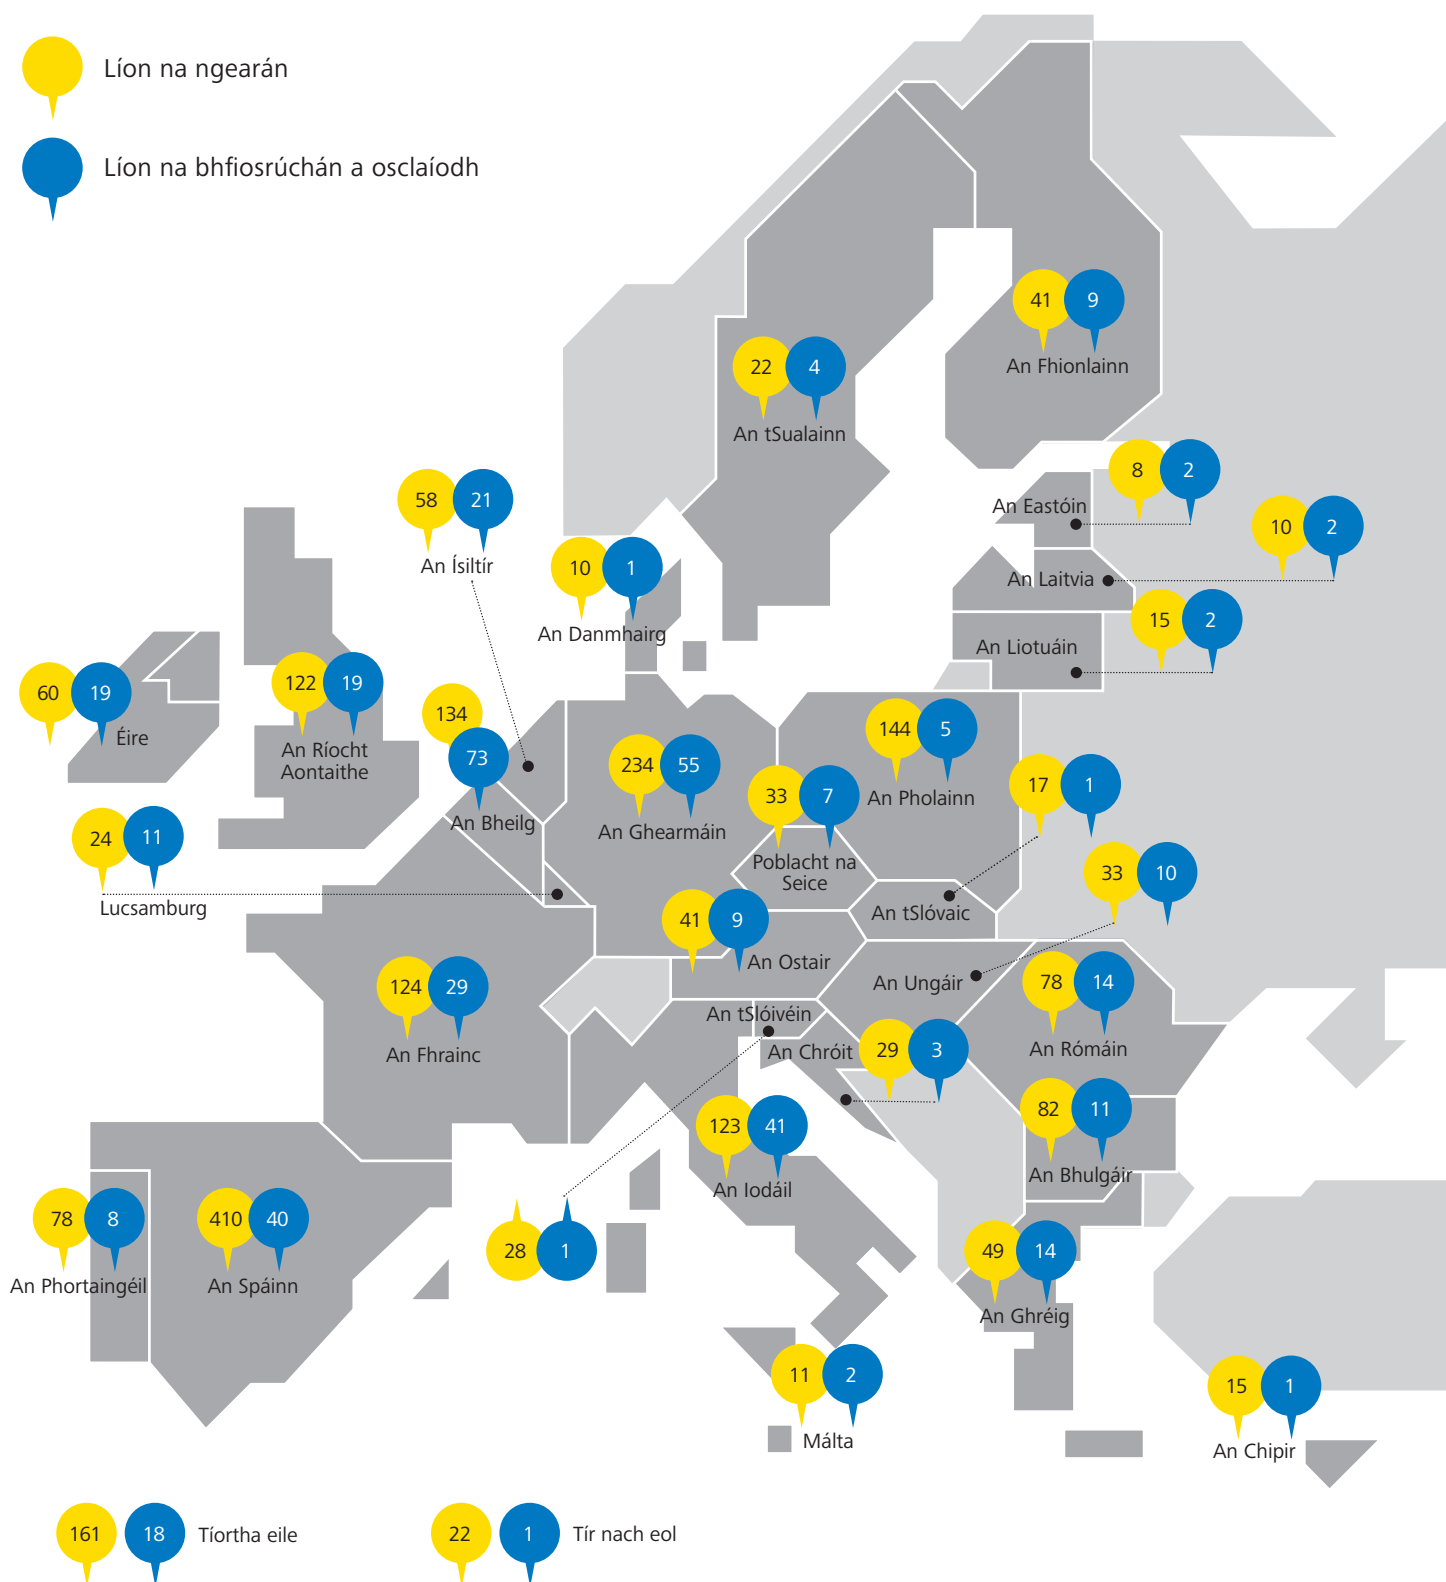 Líon na ngearán
Líon na bhfiosrúchán a osclaíodh
41 9
An Fhionlainn
22 4
An tSualainn
8 2
An Eastóin
58 21
An Ísiltír
10 2
An Laitvia
10 1
An Danmhairg
15 2
An Liotuáin
60 19
Éire
122 19
An Ríocht
Aontaithe
134
73
An Bheilg
234 55
An Ghearmáin
144 5
An Pholainn
33 7
Poblacht na
Seice
17 1
An tSlóvaic
24 11
Lucsamburg
33 10
An Ungáir
41 9
An Ostair
124 29
An Fhrainc
78 14
An Rómáin
An tSlóivéin
An Chróit
29 3
82 11
An Bhulgáir
123 41
An Iodáil
78 8
An Phortaingéil
410 40
An Spáinn
28 1
49 14
An Ghréig
11 2
Málta
15 1
An Chipir
161 18 Tíortha eile
22 1 Tír nach eol